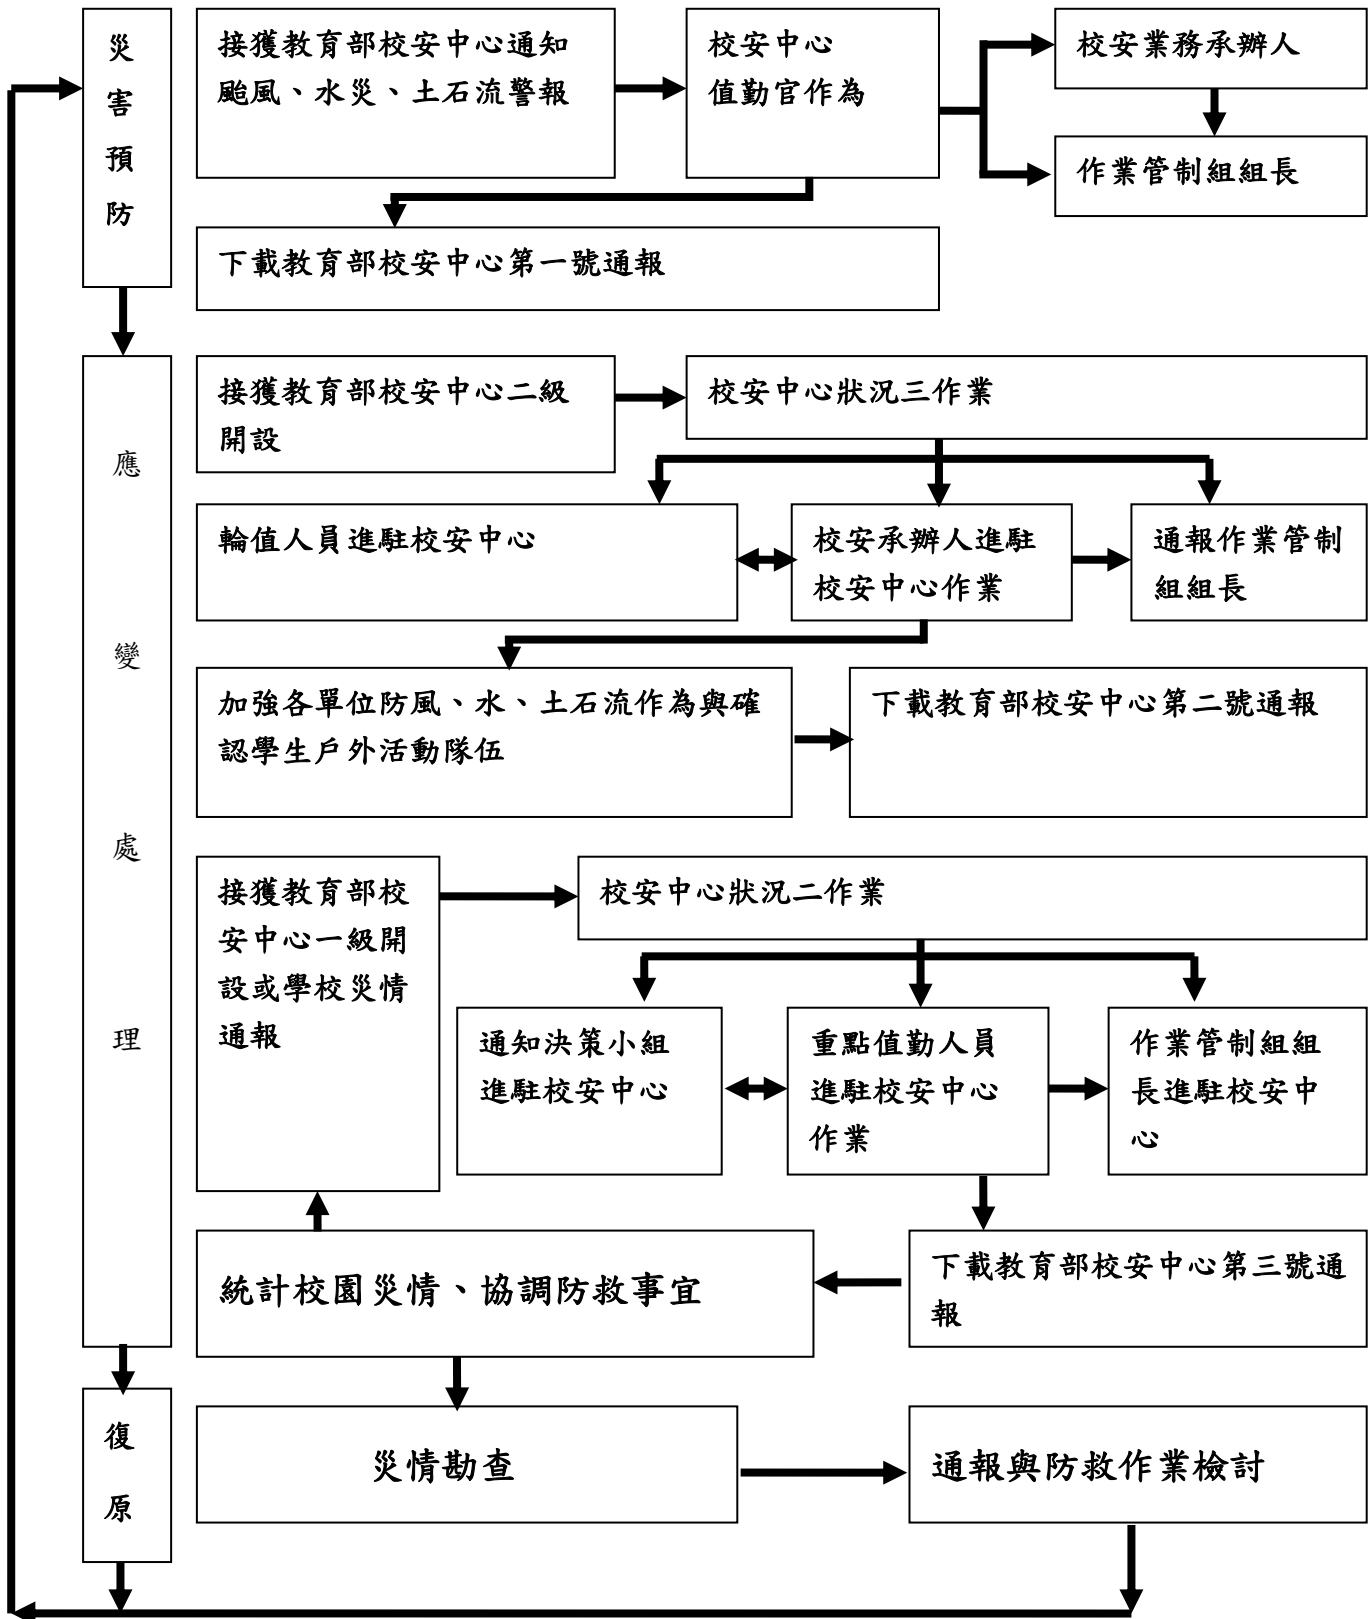 災害預防
接獲教育部校安中心通知
颱風、水災、土石流警報
校安中心
值勤官作為
校安業務承辦人
作業管制組組長
下載教育部校安中心第一號通報
應變處理
接獲教育部校安中心二級
開設
校安中心狀況三作業
輪值人員進駐校安中心
校安承辦人進駐
校安中心作業
通報作業管制
組組長
加強各單位防風、水、土石流作為與確
認學生戶外活動隊伍
下載教育部校安中心第二號通報
接獲教育部校
安中心一級開
設或學校災情
通報
校安中心狀況二作業
通知決策小組
進駐校安中心
重點值勤人員
進駐校安中心
作業
作業管制組組
長進駐校安中
心
統計校園災情、協調防救事宜
下載教育部校安中心第三號通
報
復原
災情勘查
通報與防救作業檢討